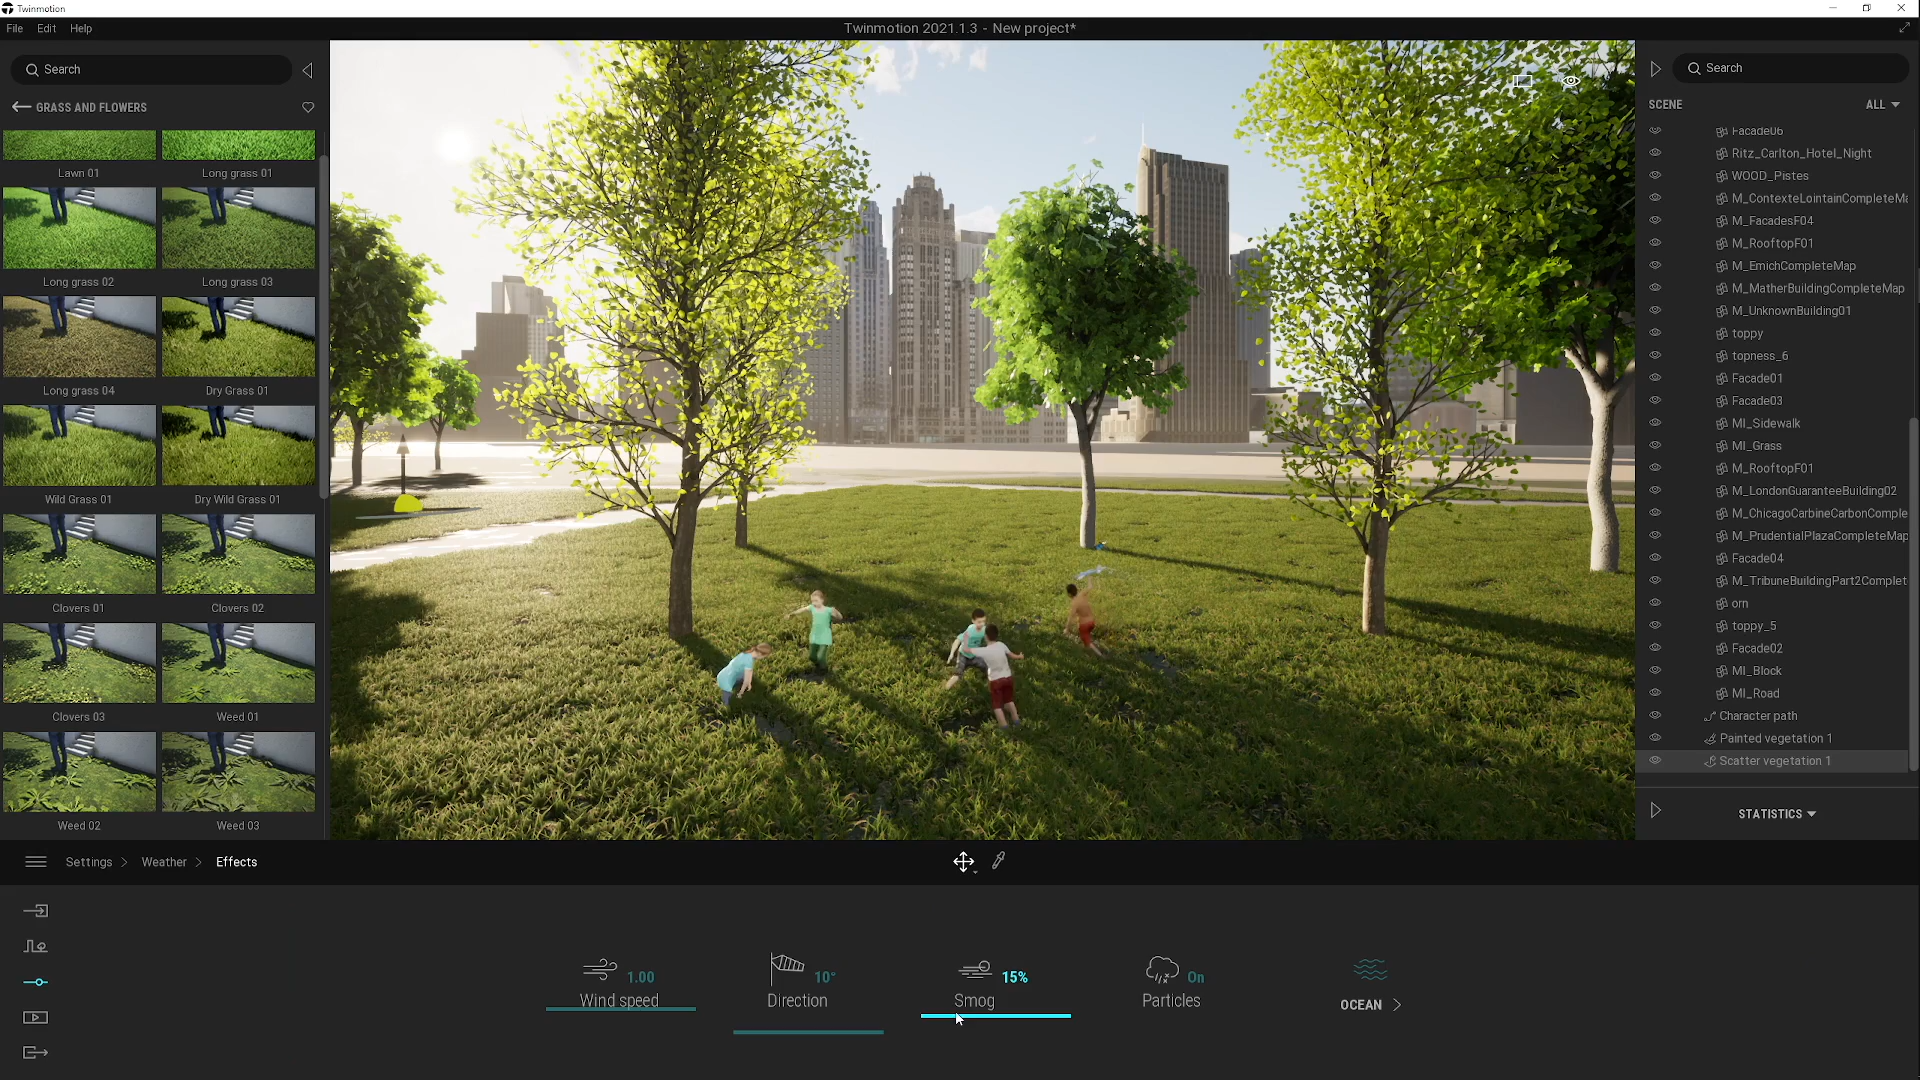 Twinmotion
File Edit Help
Twinmotion 2021.1.3 - New project*
Search
GRASS AND FLOWERS
Lawn 01
Long grass 01
Long grass 02
Long grass 03
Long grass 04
Dry Grass 01
Wild Grass 01
Dry Wild Grass 01
Clovers 01
Clovers 02
Clovers 03
Weed 01
Weed 02
Weed 03
Search
SCENE
ALL
Facade06
Ritz_Carlton_Hotel_Night
WOOD_Pistes
M_ContexteLointainCompleteMa
M_FacadesF04
M_RooftopF01
M_EmichCompleteMap
M_MatherBuildingCompleteMap
M_UnknownBuilding01
toppy
topness_6
Facade01
Facade03
MI_Sidewalk
MI_Grass
M_RooftopF01
M_LondonGuaranteeBuilding02
M_ChicagoCarbineCarbonComple
M_PrudentialPlazaCompleteMap
Facade04
M_TribuneBuildingPart2Complet
orn
toppy_5
Facade02
MI_Block
MI_Road
Character path
Painted vegetation 1
Scatter vegetation 1
STATISTICS
Settings > Weather > Effects
1.00
Wind speed
10°
Direction
15%
Smog
On
Particles
OCEAN >